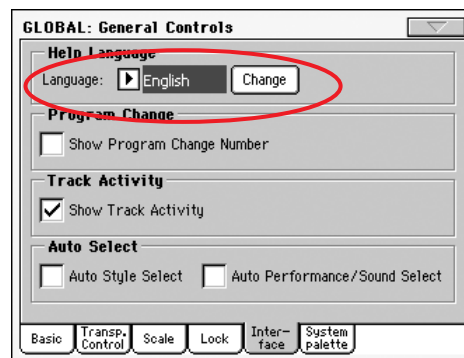 GLOBAL: General Controls
Help Language
Language: English Change
Program Change
Show Program Change Number
Track Activity
Show Track Activity
Auto Select
Auto Style Select Auto Performance/Sound Select
Basic Transp. Control Scale Lock Inter-face System palette